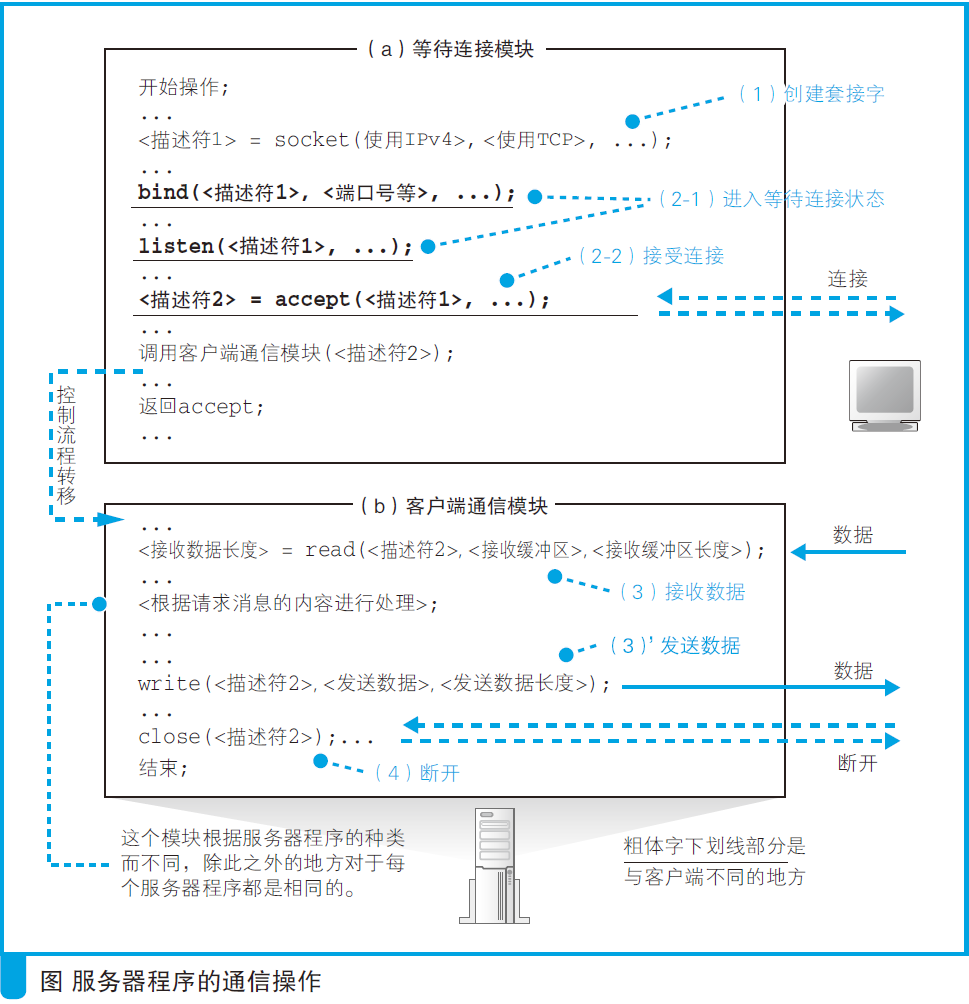 （a）等待连接模块
开始操作;
...
<描述符1> = socket(使用IPv4>, <使用TCP>, ...);
（1）创建套接字
...
bind(<描述符1>, <端口号等>, ...);
（2-1）进入等待连接状态
...
listen(<描述符1>, ...);
（2-2）接受连接
...
<描述符2> = accept(<描述符1>, ...);
连接
...
调用客户端通信模块(<描述符2>);
...
返回accept;
...
控制流程转移
（b）客户端通信模块
...
<接收数据长度> = read(<描述符2>,<接收缓冲区>,<接收缓冲区长度>);
数据
...
（3）接收数据
<根据请求消息的内容进行处理>;
...
...
（3）’发送数据
write(<描述符2>,<发送数据>,<发送数据长度>);
数据
...
close(<描述符2>);...
断开
结束;
（4）断开
这个模块根据服务器程序的种类
而不同，除此之外的地方对于每
个服务器程序都是相同的。
粗体字下划线部分是
与客户端不同的地方
图 服务器程序的通信操作